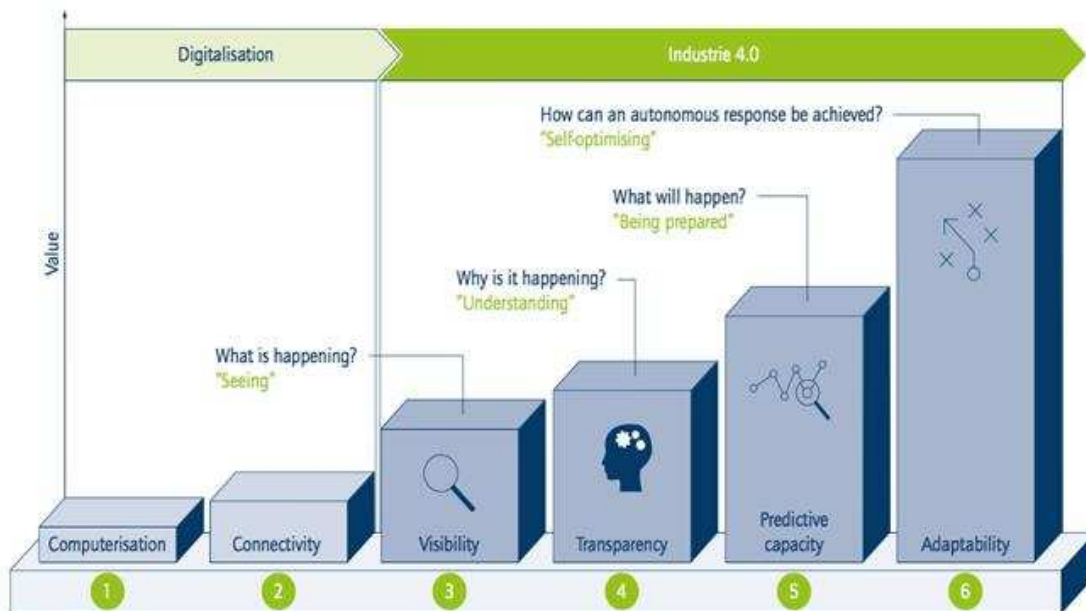 Digitalisation
Industrie 4.0
How can an autonomous response be achieved?
"Self-optimising"
What will happen?
"Being prepared"
Why is it happening?
"Understanding"
What is happening?
"Seeing"
Value
Computerisation
Connectivity
Visibility
Transparency
Predictive
capacity
Adaptability
1
2
3
4
5
6